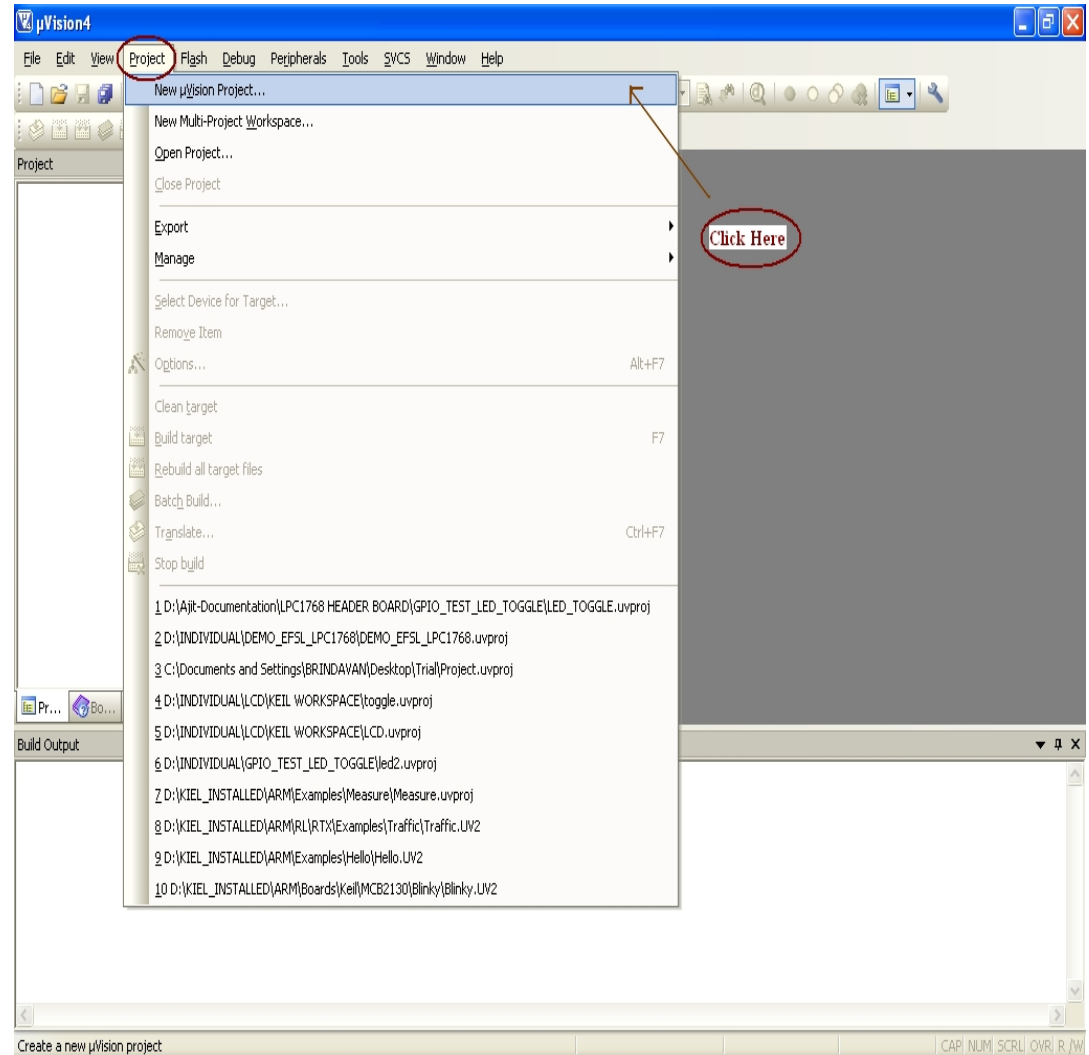 µVision4
File Edit View Project Flash Debug Peripherals Tools SVCS Window Help
New µVision Project...
New Multi-Project Workspace...
Project
Open Project...
Close Project
Export
Click Here
Manage
Select Device for Target...
Remove Item
Options... Alt+F7
Clean target
Build target F7
Rebuild all target files
Batch Build...
Translate... Ctrl+F7
Stop build
1 D:\Ajit-Documentation\LPC1768 HEADER BOARD\GPIO_TEST_LED_TOGGLE\LED_TOGGLE.uvproj
2 D:\INDIVIDUAL\DEMO_EFSL_LPC1768\DEMO_EFSL_LPC1768.uvproj
3 C:\Documents and Settings\BRINDAVAN\Desktop\Trial\Project.uvproj
4 D:\INDIVIDUAL\LCD\KEIL WORKSPACE\toggle.uvproj
Pr... Bo...
5 D:\INDIVIDUAL\LCD\KEIL WORKSPACE\LCD.uvproj
Build Output
6 D:\INDIVIDUAL\GPIO_TEST_LED_TOGGLE\led2.uvproj
7 D:\KIEL_INSTALLED\ARM\Examples\Measure\Measure.uvproj
8 D:\KIEL_INSTALLED\ARM\RL\RTX\Examples\Traffic\Traffic.UV2
9 D:\KIEL_INSTALLED\ARM\Examples\Hello\Hello.UV2
10 D:\KIEL_INSTALLED\ARM\Boards\Keil\MCB2130\Blinky\Blinky.UV2
Create a new µVision project CAP NUM SCRL OVR R/W